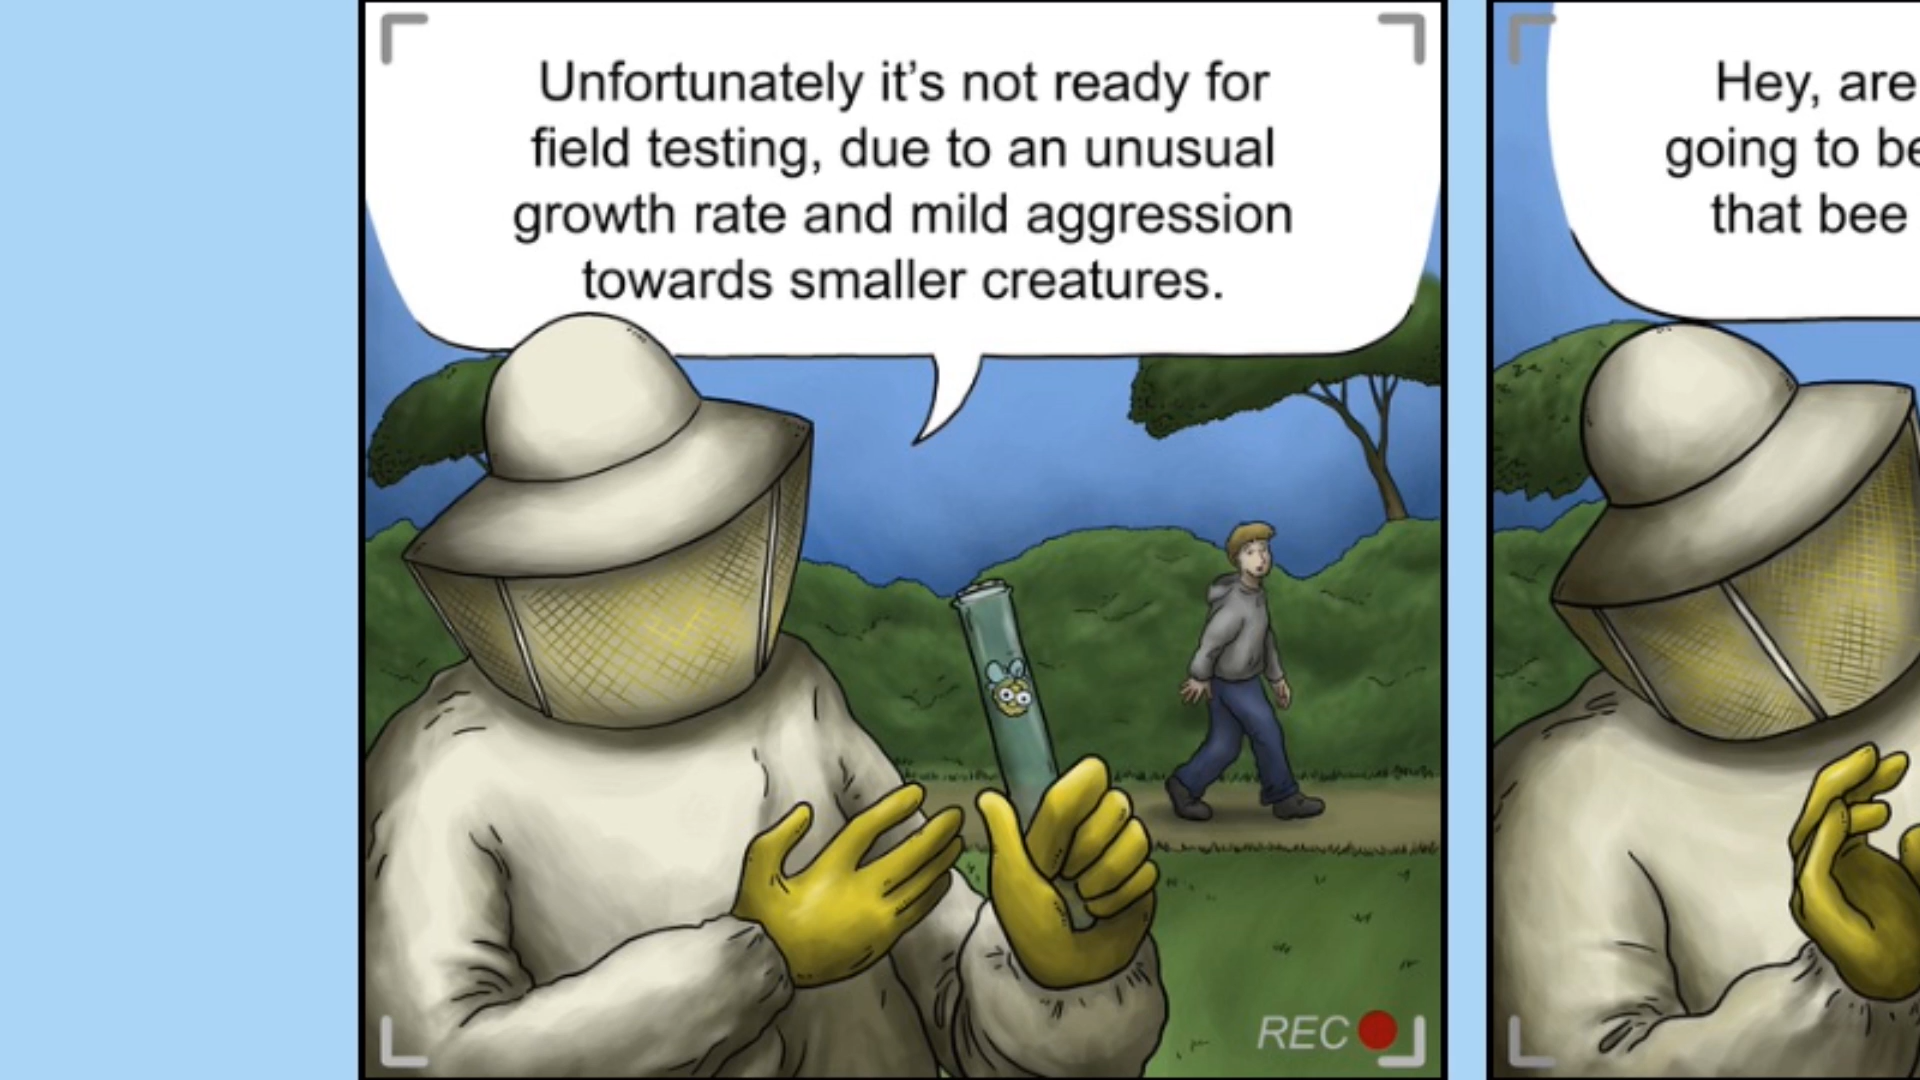 Unfortunately it's not ready for
field testing, due to an unusual
growth rate and mild aggression
towards smaller creatures.
REC
Hey, are
going to be
that bee